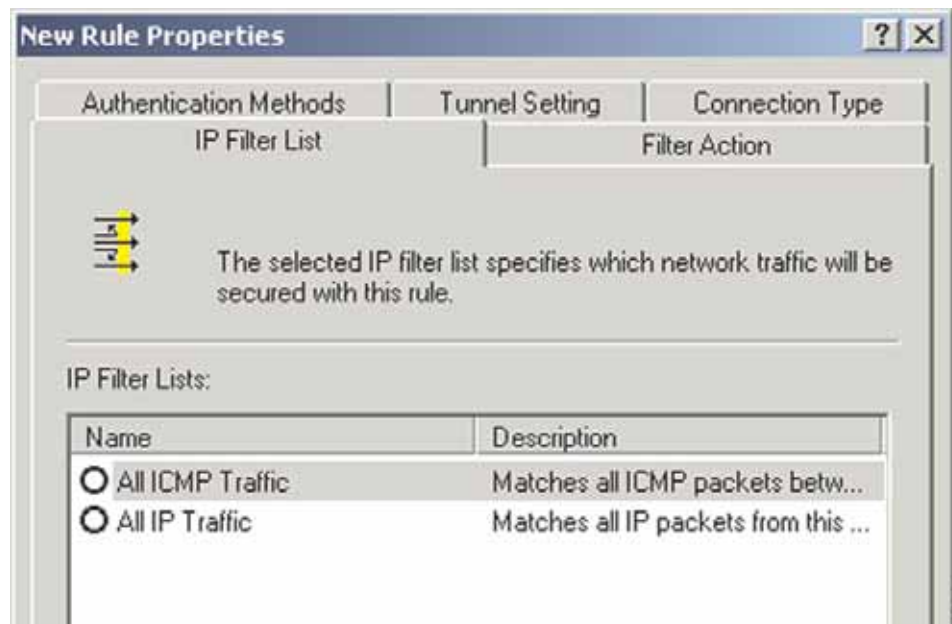 New Rule Properties
? X
Authentication Methods Tunnel Setting Connection Type
IP Filter List Filter Action
The selected IP filter list specifies which network traffic will be
secured with this rule.
IP Filter Lists:
Name Description
All ICMP Traffic Matches all ICMP packets betw...
All IP Traffic Matches all IP packets from this ...